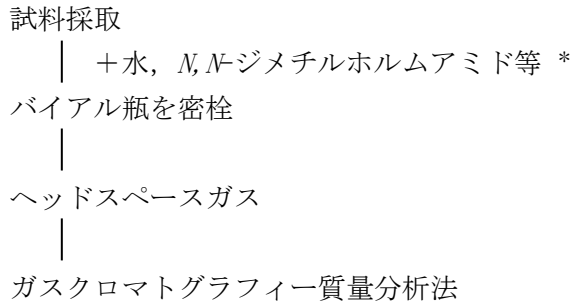 試料採取
+水, N,N-ジメチルホルムアミド等 *
バイアル瓶を密栓
ヘッドスペースガス
ガスクロマトグラフィー質量分析法